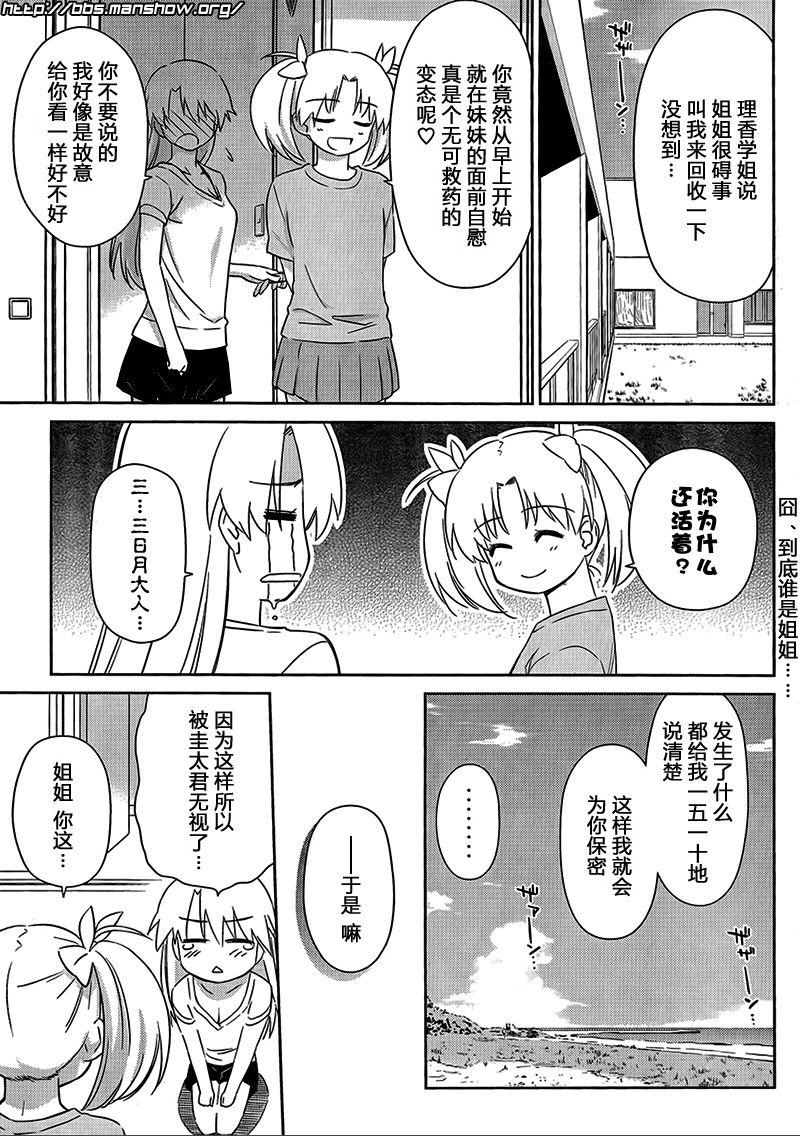 http://bbs.manshow.org/
理香学姐说
姐姐很碍事
叫我来回收一下
没想到…
你竟然从早上开始
就在妹妹的面前自慰
真是个无可救药的
变态呢♡
你不要说的
我好像是故意
给你看一样好不好
你为什么
还活着？
三…三日月大人…
囧、到底谁是姐姐……
发生了什么
都给我一五一十地
说清楚
这样我就会
为你保密
………
——于是 嘛
因为这样所以
被圭太君无视了…
姐姐 你这…